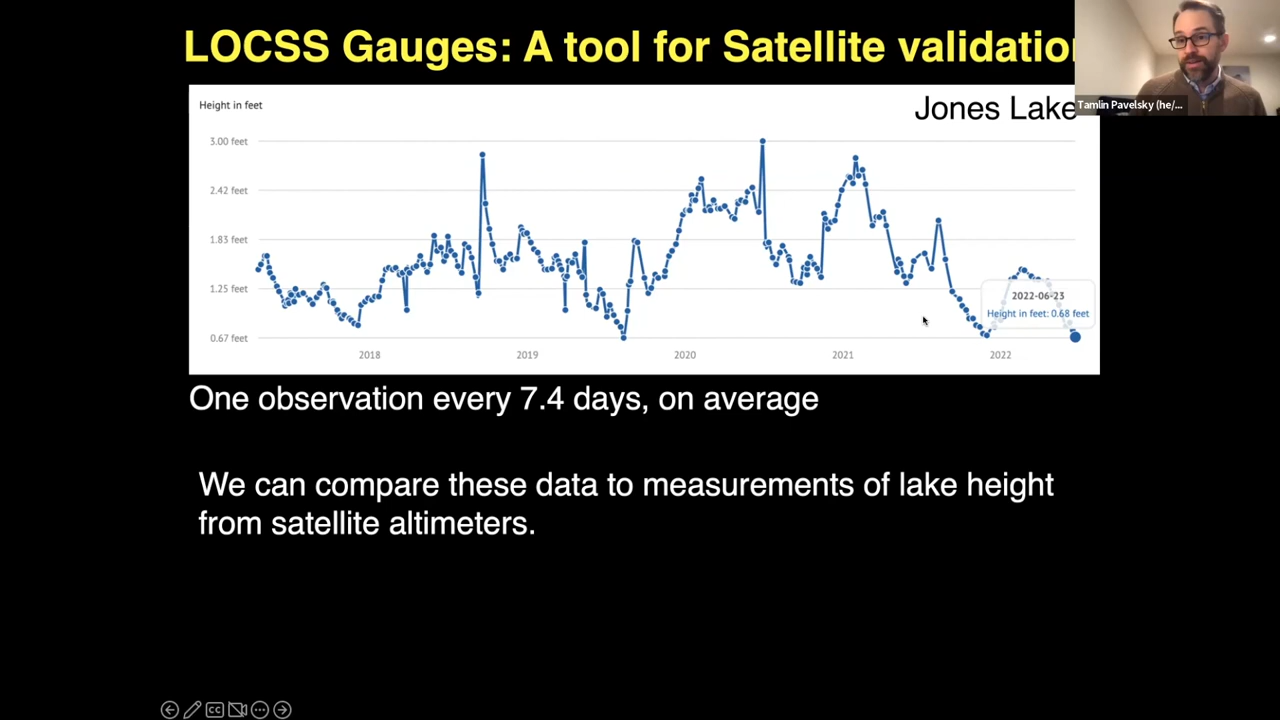 LOCSS Gauges: A tool for Satellite validation
Tamlin Pavelsky (he/...
Height in feet
Jones Lake
3.00 feet
2.42 feet
1.83 feet
1.25 feet
0.67 feet
2022-06-23
Height in feet: 0.68 feet
2018
2019
2020
2021
2022
One observation every 7.4 days, on average
We can compare these data to measurements of lake height
from satellite altimeters.
CC